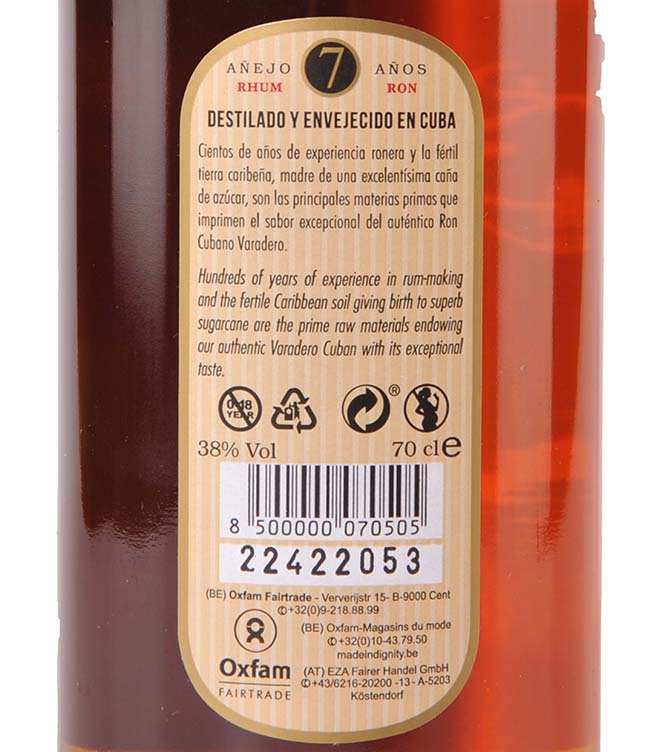 AÑEJO 7 AÑOS
RHUM RON
DESTILADO Y ENVEJECIDO EN CUBA
Cientos de años de experiencia ronera y la fértil
tierra caribeña, madre de una excelentísima caña
de azúcar, son las principales materias primas que
imprimen el sabor excepcional del auténtico Ron
Cubano Varadero.
Hundreds of years of experience in rum-making
and the fertile Caribbean soil giving birth to superb
sugarcane are the prime raw materials endowing
our authentic Varadero Cuban with its exceptional
taste.
0-18
YEAR
®
38% Vol 70 cl e
8 500000 070505
22422053
(BE) Oxfam Fairtrade - Ververijstr 15- B-9000 Cent
✆+32(0)9-218.88.99
Oxfam
FAIRTRADE
(BE) Oxfam-Magasins du mode
✆+32(0)10-43.79.50
madeindignity.be
(AT) EZA Fairer Handel GmbH
✆+43/6216-20200 -13 - A-5203
Köstendorf